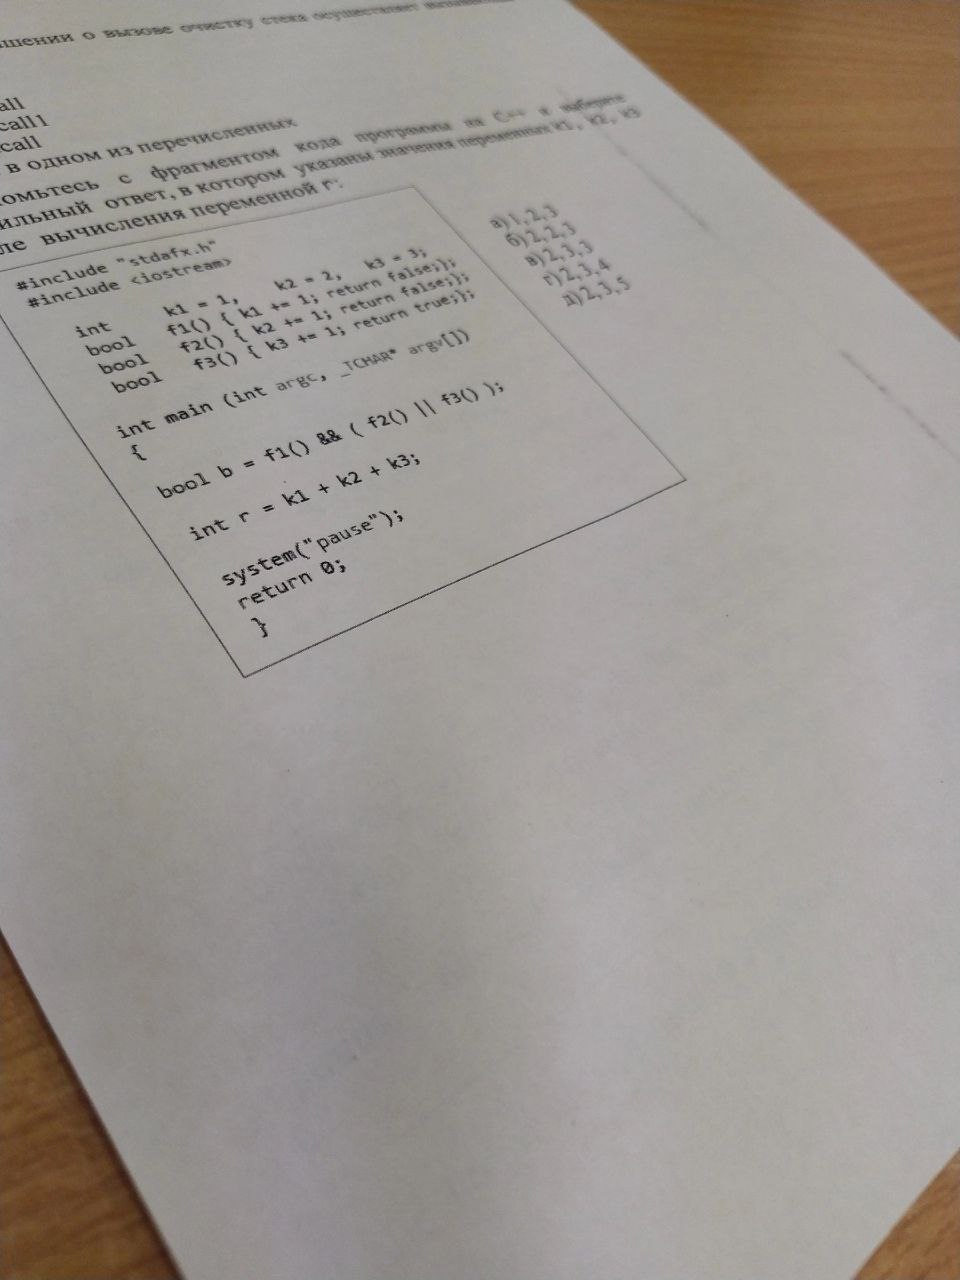 о вызове очистку стека осуществляет
all
call1
call
в одном из перечисленных
омьтесь с фрагментом кода программы на C++ и выберите
ильный ответ, в котором указаны значения переменных k1, k2, k3
ле вычисления переменной r:
#include "stdafx.h"
#include <iostream>
int k1 = 1, k2 = 2, k3 = 3;
bool f1() { k1 += 1; return false;};
bool f2() { k2 += 1; return false;};
bool f3() { k3 += 1; return true;};
int main (int argc, _TCHAR* argv[])
{
bool b = f1() && ( f2() || f3() );
int r = k1 + k2 + k3;
system("pause");
return 0;
}
а) 1, 2, 3
б) 2, 2, 3
в) 2, 3, 3
г) 2, 3, 4
д) 2, 3, 5